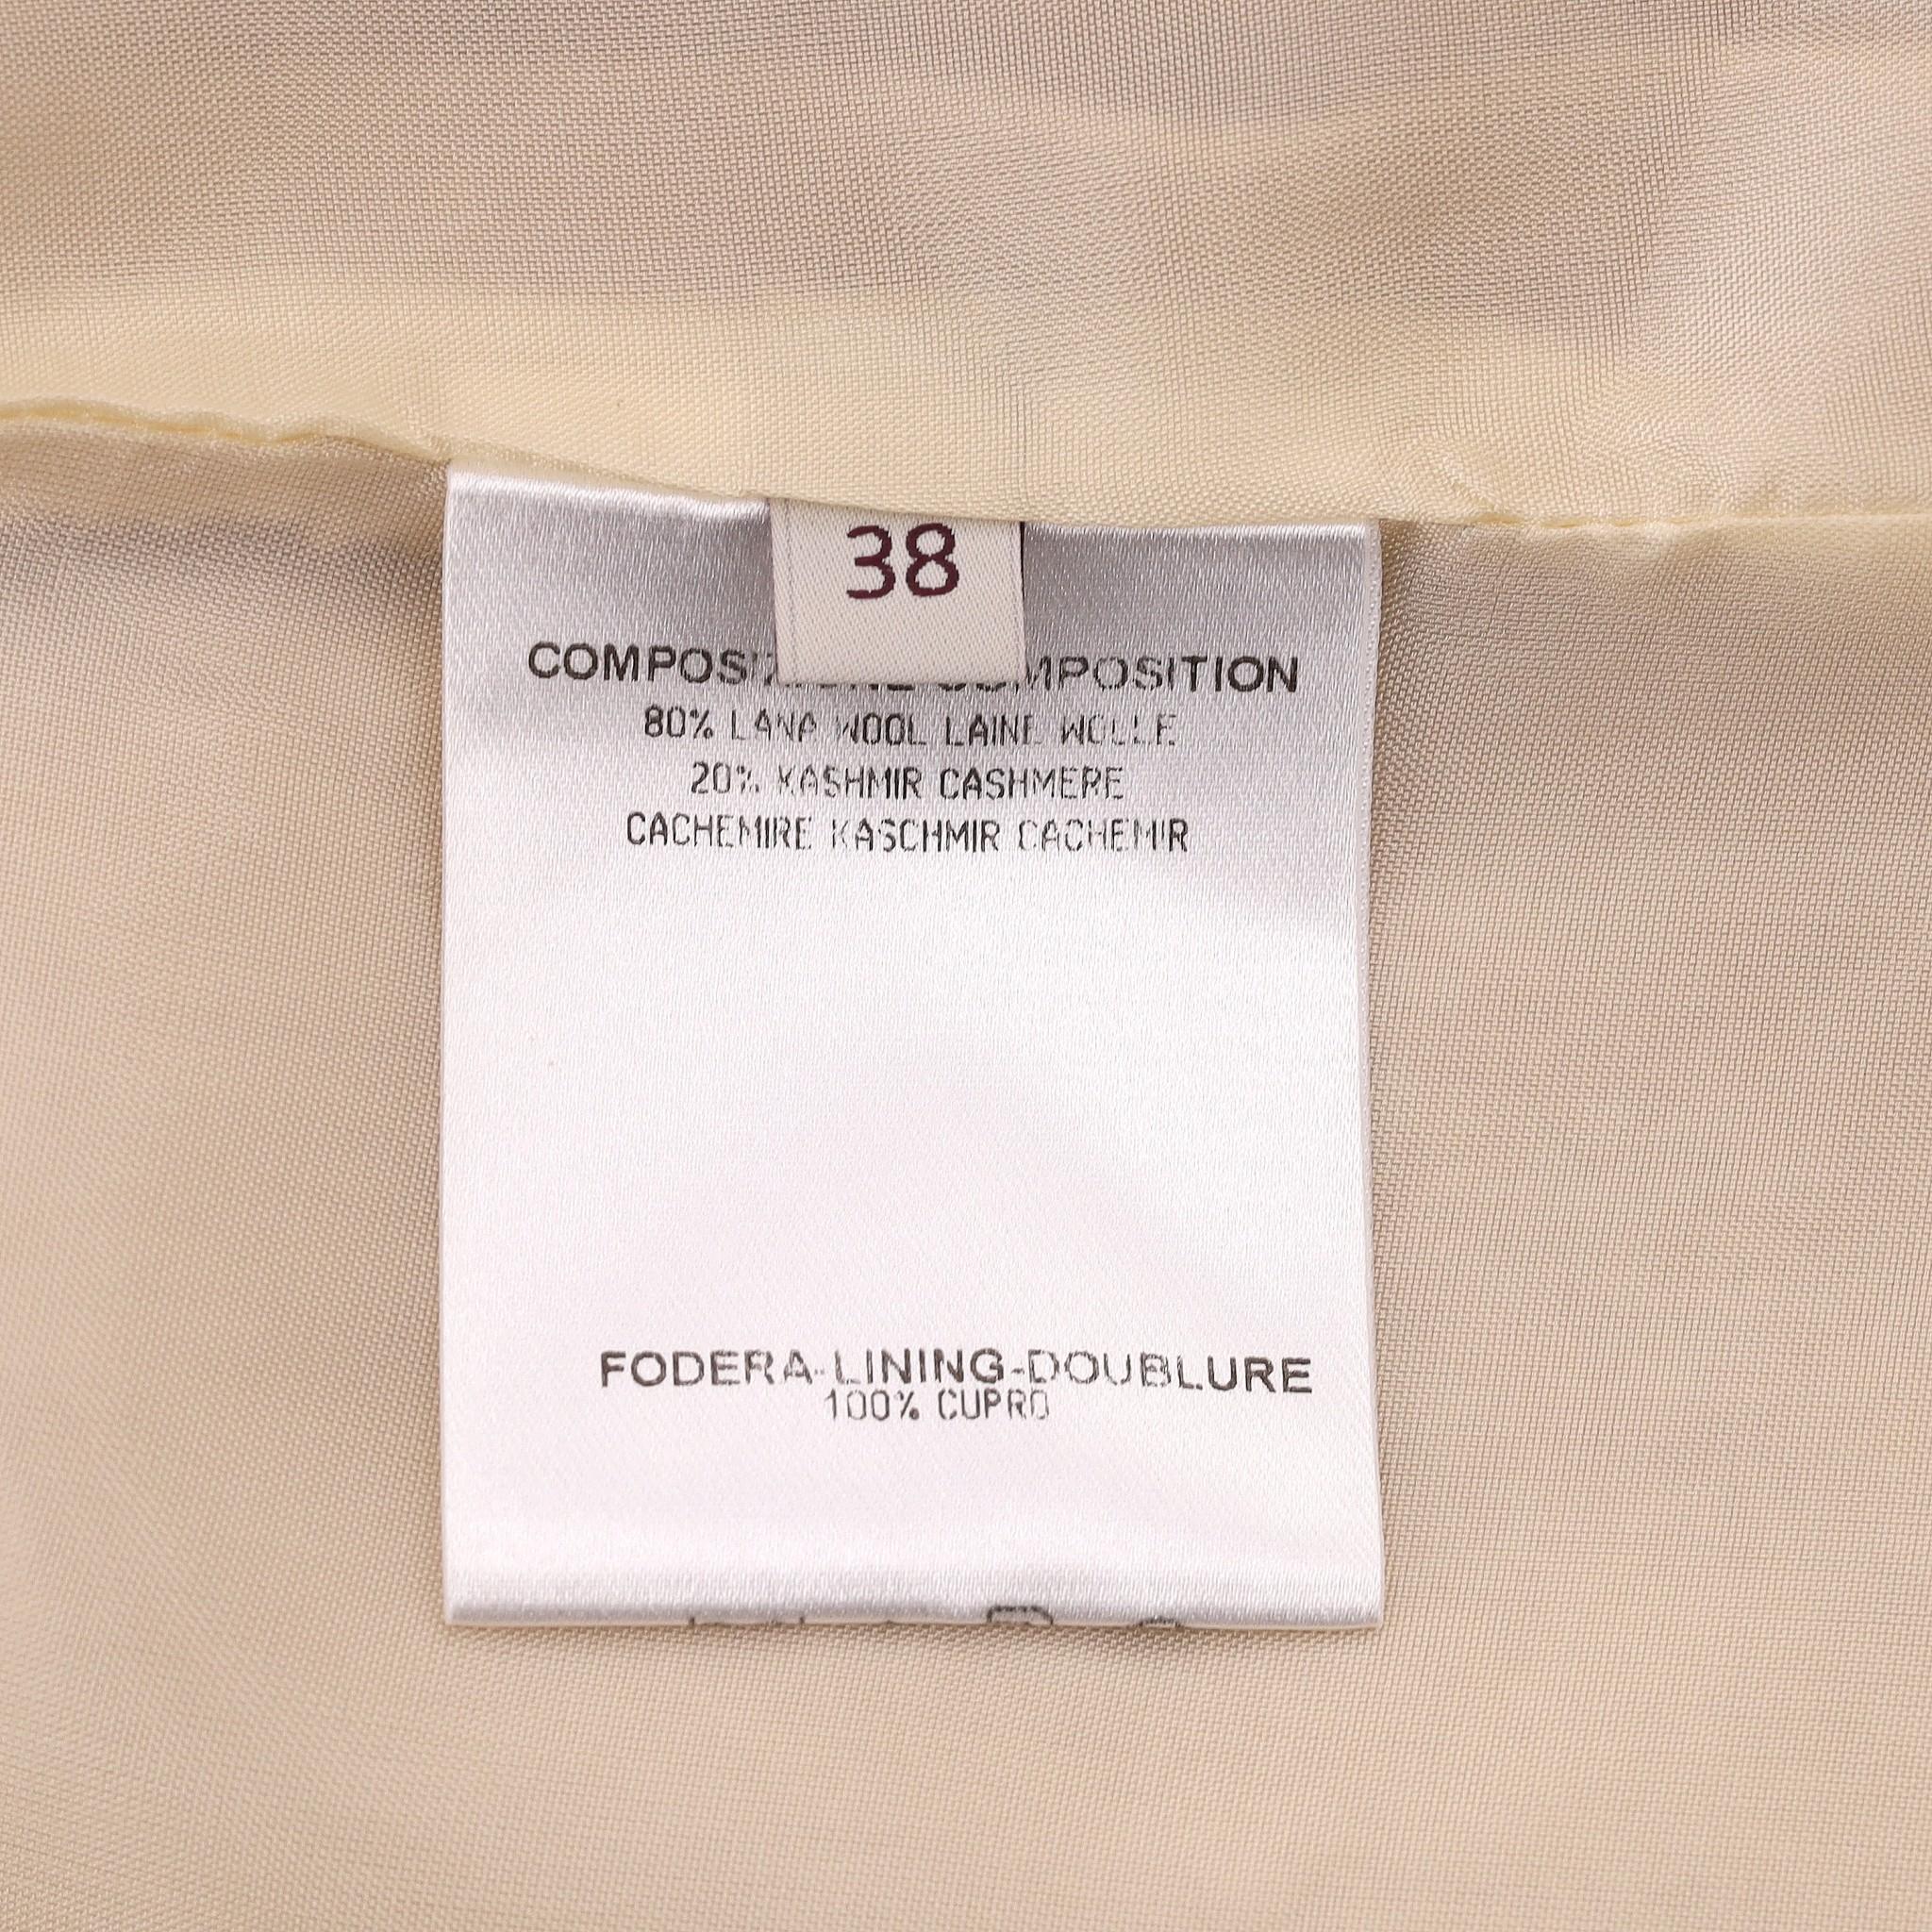 38
COMPOSIZIONE COMPOSITION
80% LANA WOOL LAINE WOLLE
20% KASHMIR CASHMERE
CACHEMIRE KASCHMIR CACHEMIR
FODERA-LINING-DOUBLURE
100% CUPRO